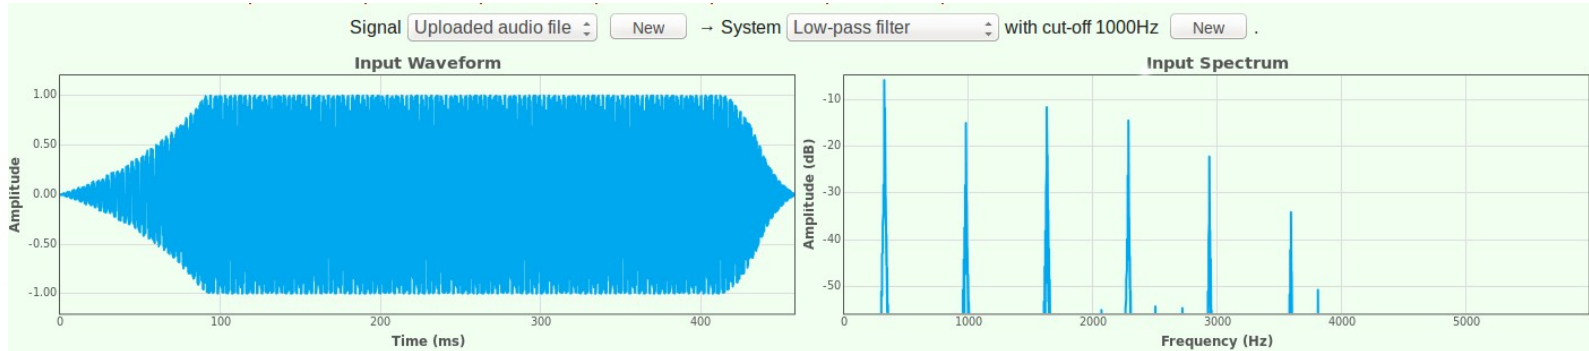 Signal Uploaded audio file New → System Low-pass filter with cut-off 1000Hz New .
Input Waveform
1.00
0.50
0.00
-0.50
-1.00
Amplitude
0 100 200 300 400
Time (ms)
Input Spectrum
-10
-20
-30
-40
-50
Amplitude (dB)
0 1000 2000 3000 4000 5000
Frequency (Hz)